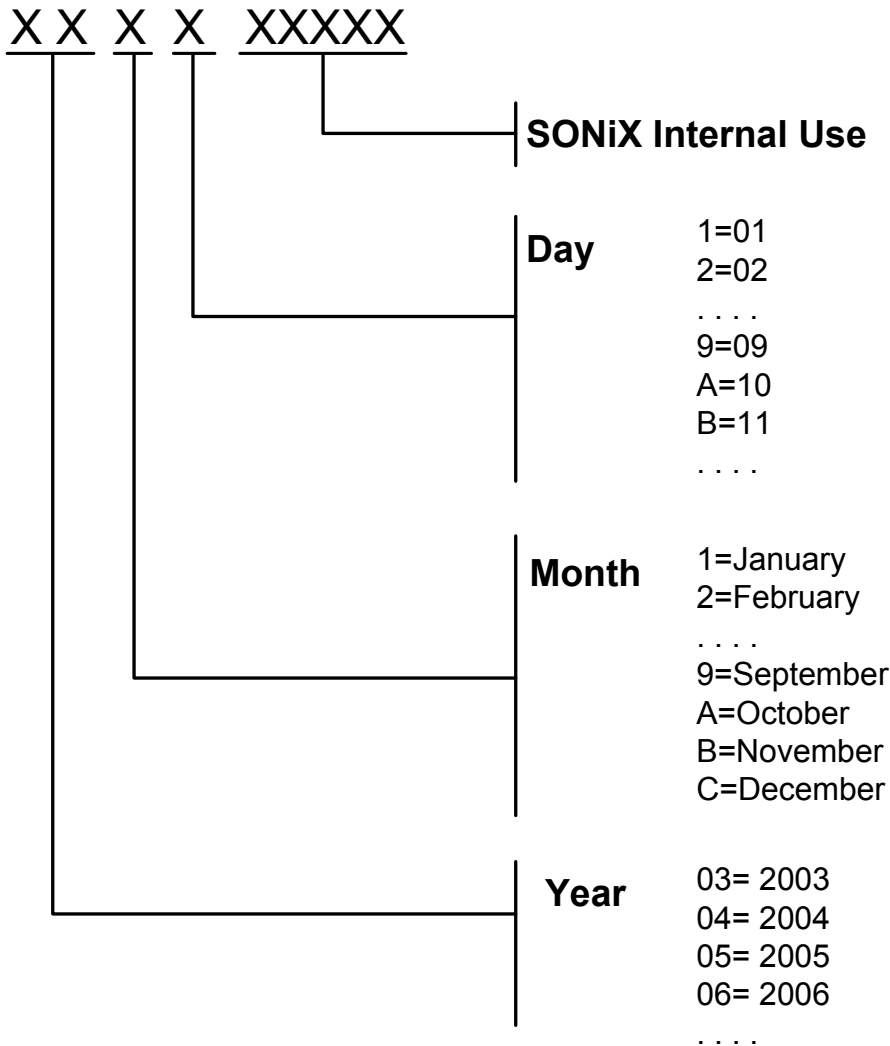 X X X X XXXXX
SONiX Internal Use
Day
1=01
2=02
. . . .
9=09
A=10
B=11
. . . .
Month
1=January
2=February
. . . .
9=September
A=October
B=November
C=December
Year
03= 2003
04= 2004
05= 2005
06= 2006
. . . .